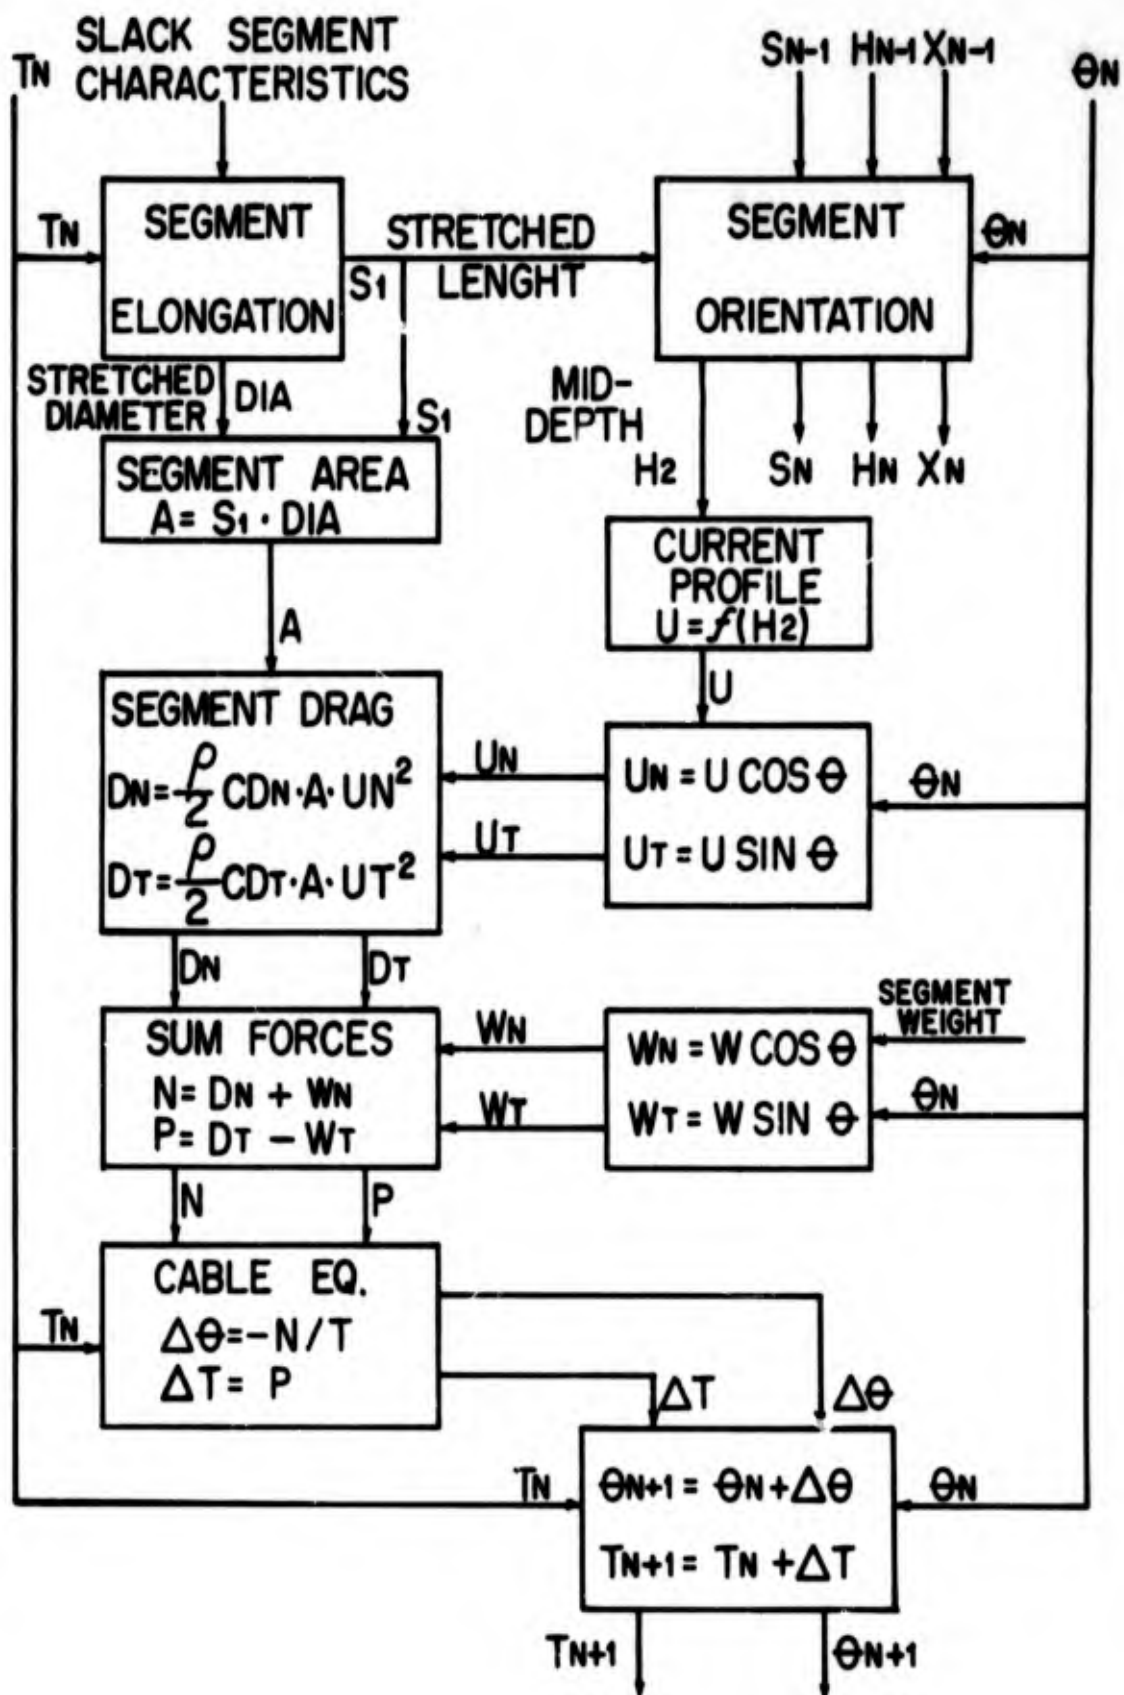 SLACK SEGMENT
CHARACTERISTICS
TN
SN-1 HN-1 XN-1
θN
TN
SEGMENT
ELONGATION
STRETCHED
LENGHT
S1
SEGMENT
ORIENTATION
θN
STRETCHED
DIAMETER
DIA
S1
MID-
DEPTH
H2
SN HN XN
SEGMENT AREA
A= S1 · DIA
CURRENT
PROFILE
U=f(H2)
A
U
SEGMENT DRAG
DN=ρ/2 CDN·A·UN²
DT=ρ/2 CDT·A·UT²
UN
UT
UN = U COS θ
UT = U SIN θ
θN
DN
DT
SUM FORCES
N= DN + WN
P= DT - WT
WN
WT
WN = W COS θ
WT = W SIN θ
SEGMENT
WEIGHT
θN
N
P
TN
CABLE EQ.
Δθ=-N/T
ΔT= P
ΔT
Δθ
TN
θN+1= θN+Δθ
TN+1= TN+ΔT
θN
TN+1
θN+1